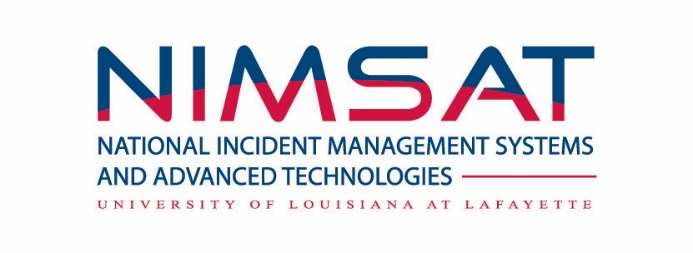 NIMSAT
NATIONAL INCIDENT MANAGEMENT SYSTEMS
AND ADVANCED TECHNOLOGIES
UNIVERSITY OF LOUISIANA AT LAFAYETTE